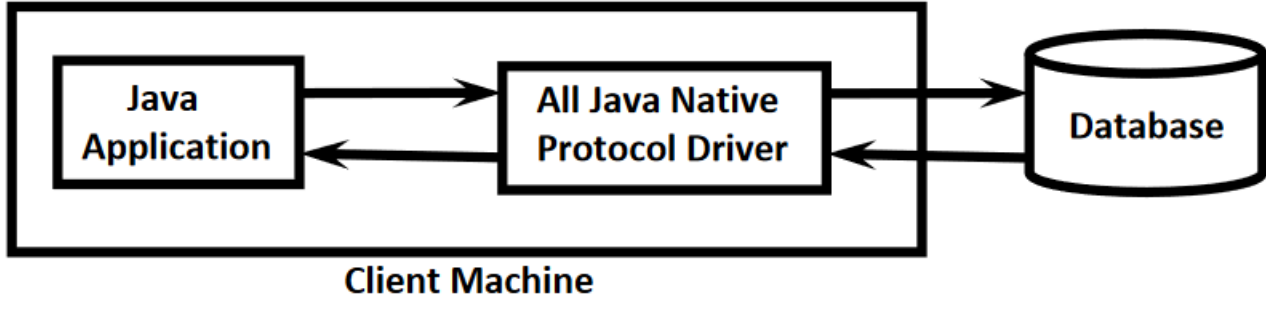 Java
Application
All Java Native
Protocol Driver
Database
Client Machine